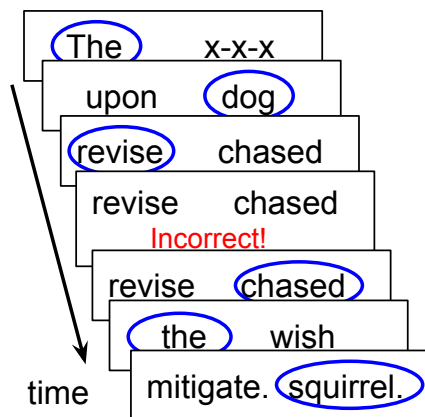 The x-x-x
upon dog
revise chased
revise chased
Incorrect!
revise chased
the wish
mitigate. squirrel.
time